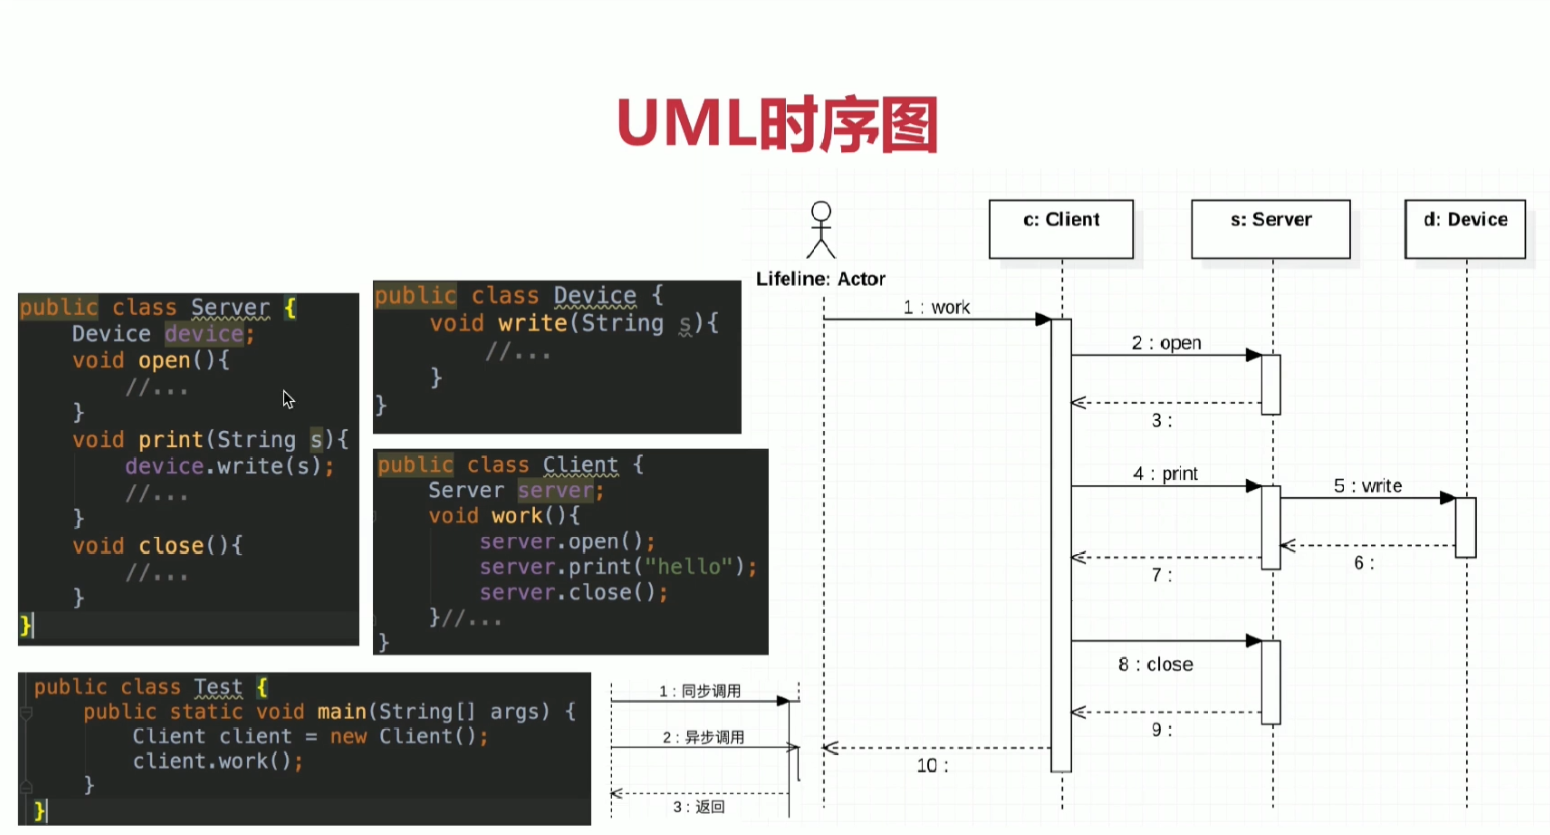 UML时序图
public class Server {
Device device;
void open(){
//...
}
void print(String s){
device.write(s);
//...
}
void close(){
//...
}
}
public class Device {
void write(String s){
//...
}
}
public class Client {
Server server;
void work(){
server.open();
server.print("hello");
server.close();
}//...
}
public class Test {
public static void main(String[] args) {
Client client = new Client();
client.work();
}
}
1 : 同步调用
2 : 异步调用
3 : 返回
Lifeline: Actor
c: Client
s: Server
d: Device
1 : work
2 : open
3 :
4 : print
5 : write
6 :
7 :
8 : close
9 :
10 :